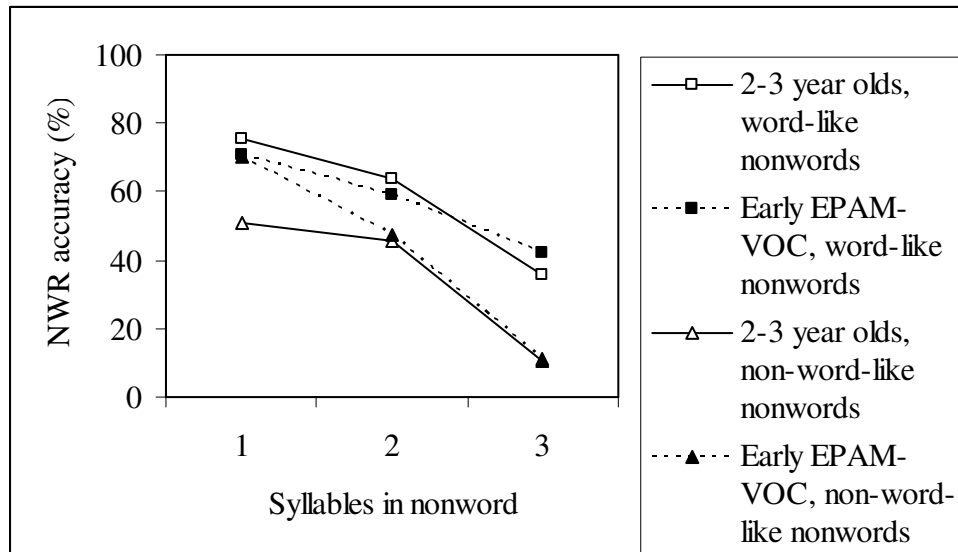 NWR accuracy (%)
100
80
60
40
20
0
1 2 3
Syllables in nonword
2-3 year olds,
word-like
nonwords
Early EPAM-
VOC, word-like
nonwords
2-3 year olds,
non-word-like
nonwords
Early EPAM-
VOC, non-word-
like nonwords